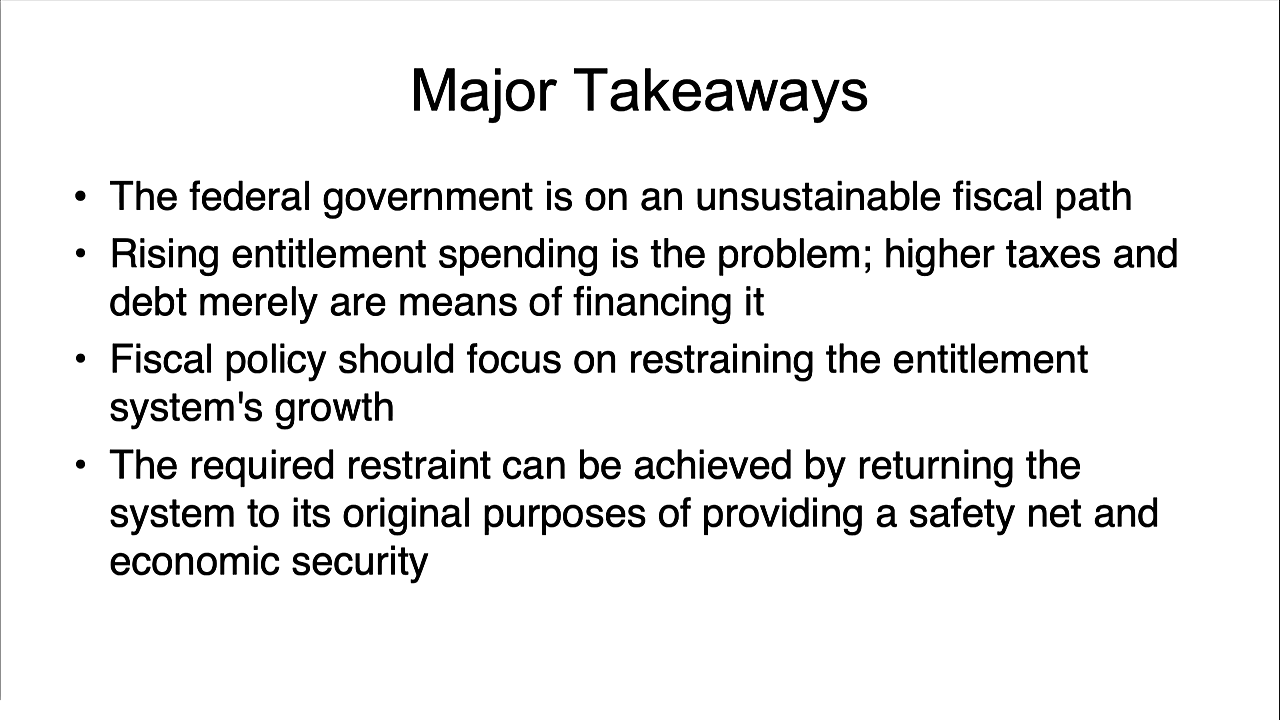 Major Takeaways
• The federal government is on an unsustainable fiscal path
• Rising entitlement spending is the problem; higher taxes and
debt merely are means of financing it
• Fiscal policy should focus on restraining the entitlement
system's growth
• The required restraint can be achieved by returning the
system to its original purposes of providing a safety net and
economic security